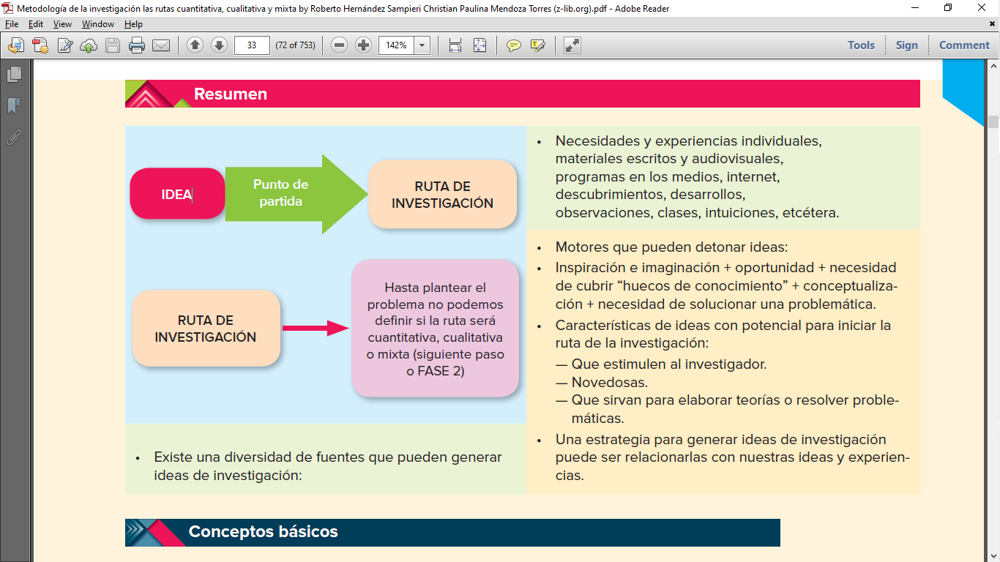 Metodología de la investigación las rutas cuantitativa, cualitativa y mixta by Roberto Hernández Sampieri Christian Paulina Mendoza Torres (z-lib.org).pdf - Adobe Reader
File Edit View Window Help
33 (72 of 753) 142% Tools Sign Comment
Resumen
IDEA
Punto de
partida
RUTA DE
INVESTIGACIÓN
RUTA DE
INVESTIGACIÓN
Hasta plantear el
problema no podemos
definir si la ruta será
cuantitativa, cualitativa
o mixta (siguiente paso
o FASE 2)
• Existe una diversidad de fuentes que pueden generar
ideas de investigación:
• Necesidades y experiencias individuales,
materiales escritos y audiovisuales,
programas en los medios, internet,
descubrimientos, desarrollos,
observaciones, clases, intuiciones, etcétera.
• Motores que pueden detonar ideas:
• Inspiración e imaginación + oportunidad + necesidad
de cubrir “huecos de conocimiento” + conceptualiza-
ción + necesidad de solucionar una problemática.
• Características de ideas con potencial para iniciar la
ruta de la investigación:
— Que estimulen al investigador.
— Novedosas.
— Que sirvan para elaborar teorías o resolver proble-
máticas.
• Una estrategia para generar ideas de investigación
puede ser relacionarlas con nuestras ideas y experien-
cias.
Conceptos básicos